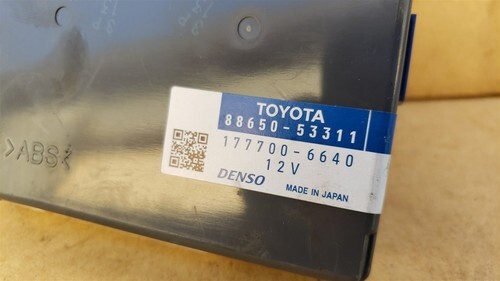 TOYOTA
88650-53311
177700-6640
12V
DENSO MADE IN JAPAN
>ABS<